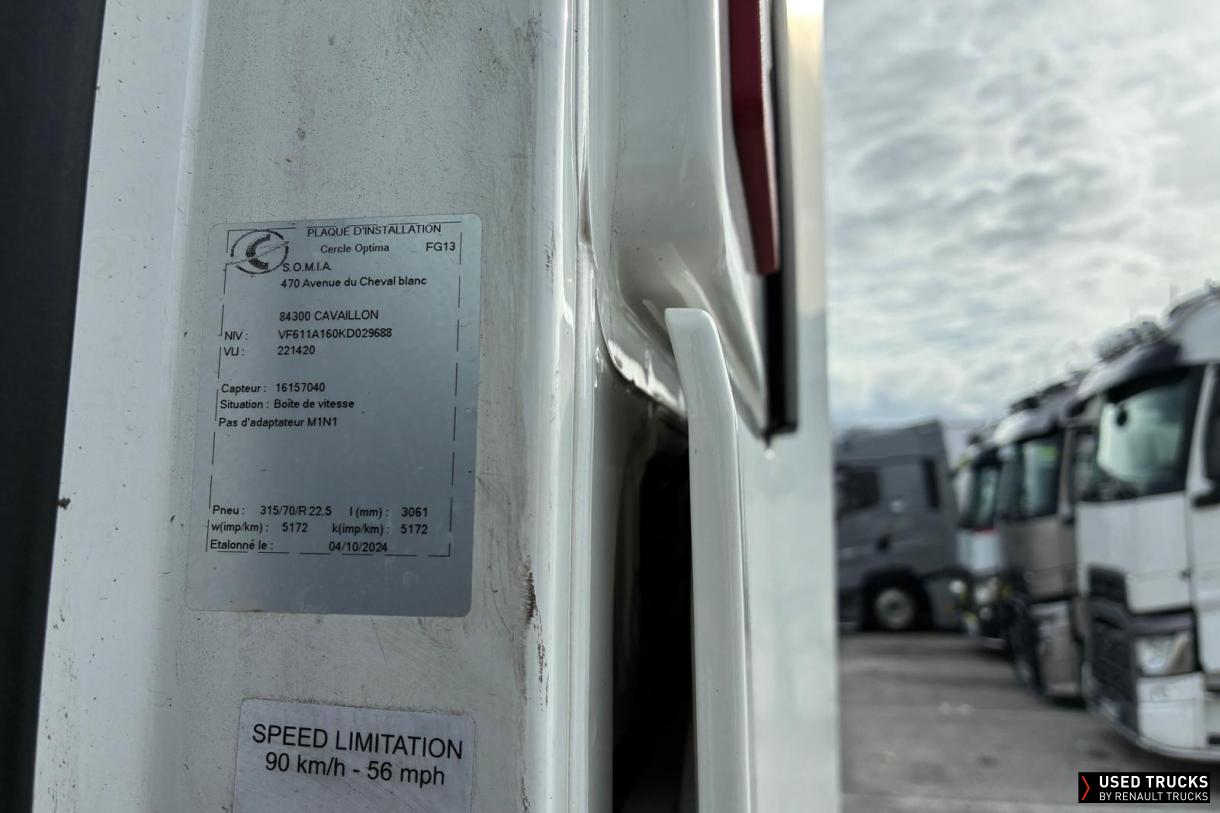 PLAQUE D'INSTALLATION
Cercle Optima FG13
S.O.M.I.A.
470 Avenue du Cheval blanc
84300 CAVAILLON
NIV : VF611A160KD029688
VU : 221420
Capteur : 16157040
Situation : Boîte de vitesse
Pas d'adaptateur M1N1
Pneu : 315/70/R 22.5 l (mm) : 3061
w(imp/km) : 5172 k(imp/km) : 5172
Etalonné le : 04/10/2024
SPEED LIMITATION
90 km/h - 56 mph
USED TRUCKS
BY RENAULT TRUCKS